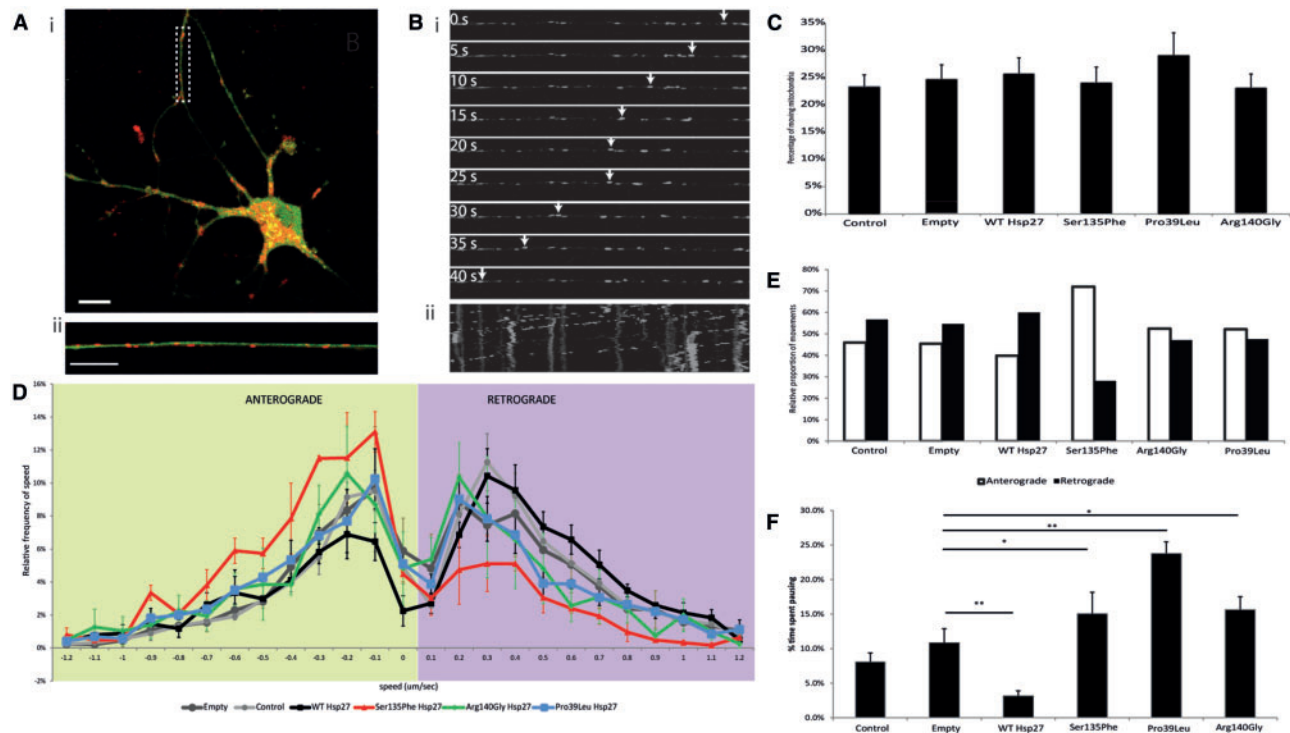 A
i
B
ii
B
i
0 s
5 s
10 s
15 s
20 s
25 s
30 s
35 s
40 s
ii
C
Percentage of moving mitochondria
35%
30%
25%
20%
15%
10%
5%
0%
Control Empty WT Hsp27 Ser135Phe Pro39Leu Arg140Gly
D
ANTEROGRADE RETROGRADE
Relative frequency of speed
16%
14%
12%
10%
8%
6%
4%
2%
0%
-2%
-1.2 -1.1 -1 -0.9 -0.8 -0.7 -0.6 -0.5 -0.4 -0.3 -0.2 -0.1 0 0.1 0.2 0.3 0.4 0.5 0.6 0.7 0.8 0.9 1 1.1 1.2
speed (um/sec)
Empty Control WT Hsp27 Ser135Phe Hsp27 Arg140Gly Hsp27 Pro39Leu Hsp27
E
Relative proportion of movements
80%
70%
60%
50%
40%
30%
20%
10%
0%
Control Empty WT Hsp27 Ser135Phe Arg140Gly Pro39Leu
Anterograde Retrograde
F
% time spent pausing
30.0%
25.0%
20.0%
15.0%
10.0%
5.0%
0.0%
*
**
*
**
Control Empty WT Hsp27 Ser135Phe Pro39Leu Arg140Gly